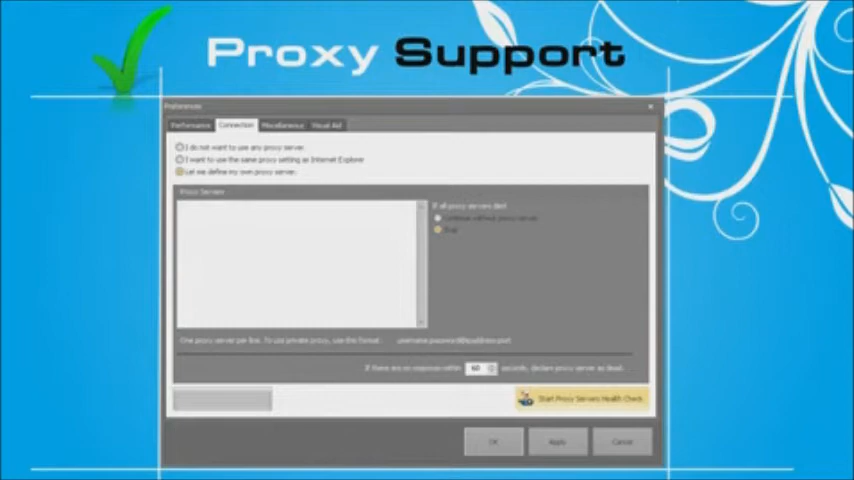 Proxy Support
Preferences
Performance Connection Miscellaneous Visual Aid
I do not want to use any proxy server.
I want to use the same proxy setting as Internet Explorer
Let me define my own proxy server.
Proxy Servers
If all proxy servers died
Continue without proxy server
Stop
One proxy server per line. To use private proxy, use this format: username:password@ipaddress:port
If there are no responses within 60 seconds, declare proxy server as dead.
Start Proxy Servers Health Check
OK Apply Cancel